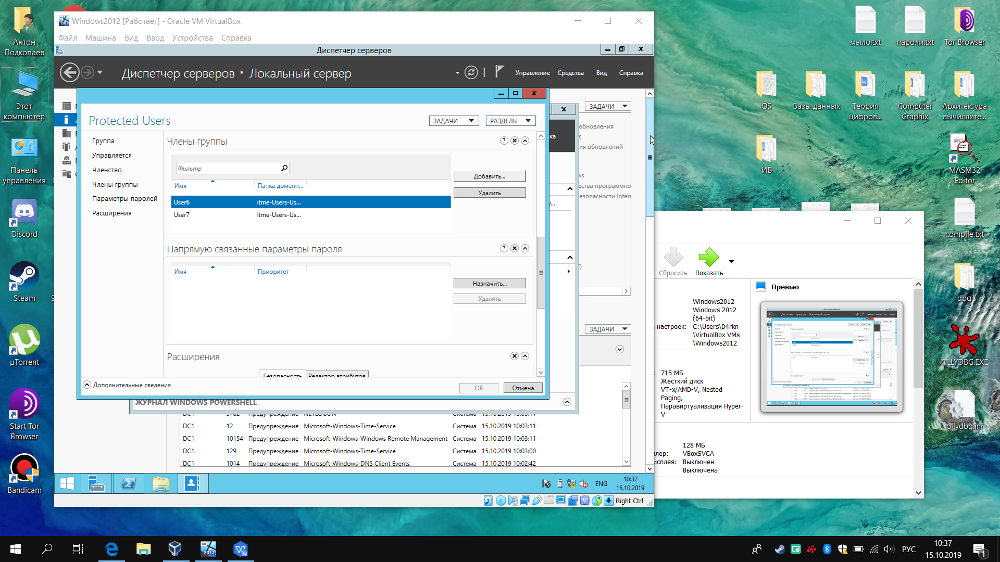 Антон
Подкопаев
Этот
компьютер
Панель
управления
Discord
Steam
µTorrent
Start Tor
Browser
Bandicam
Windows2012 [Работает] - Oracle VM VirtualBox
Файл Машина Вид Ввод Устройства Справка
Диспетчер серверов
Диспетчер серверов ‣ Локальный сервер
Управление Средства Вид Справка
Protected Users
ЗАДАЧИ
РАЗДЕЛЫ
Группа
Управляется
Членство
Члены группы
Параметры паролей
Расширения
Члены группы
Фильтр
Имя Папка доменн...
User6 itme-Users-Us...
User7 itme-Users-Us...
Добавить...
Удалить
Напрямую связанные параметры пароля
Имя Приоритет
Назначить...
Удалить
Расширения
Безопасность Редактор атрибутов
Дополнительные сведения
OK
Отмена
ЗАДАЧИ
обновления
ия обновлений
ества программно
езопасности Intern
ЗАДАЧИ
ЖУРНАЛ WINDOWS POWERSHELL
DC1 12 Предупреждение Microsoft-Windows-Time-Service Система 15.10.2019 10:03:11
DC1 10154 Предупреждение Microsoft-Windows-Windows Remote Management Система 15.10.2019 10:03:11
DC1 129 Предупреждение Microsoft-Windows-Time-Service Система 15.10.2019 10:03:00
DC1 1014 Предупреждение Microsoft-Windows-DNS Client Events Система 15.10.2019 10:02:42
ENG
10:37
15.10.2019
Right Ctrl
Сбросить Показать
Превью
Windows2012
Windows 2012
(64-bit)
настроек: C:\Users\D4rkn
\VirtualBox VMs
\Windows2012
715 МБ
Жёсткий диск
VT-x/AMD-V, Nested
Paging,
Паравиртуализация Hyper-
V
128 МБ
лер: VBoxSVGA
исплея: Выключен
Выключена
мыло.txt
пароли.txt
Tor Browser
OS
Базы данных
Теория
цифров...
Computer
Graphix
Архитектура
вычислите...
ИБ
MASM32
Editor
compile.txt
dbg
OLLYDBG.EXE
ollydbg.ini
РУС
10:37
15.10.2019
1